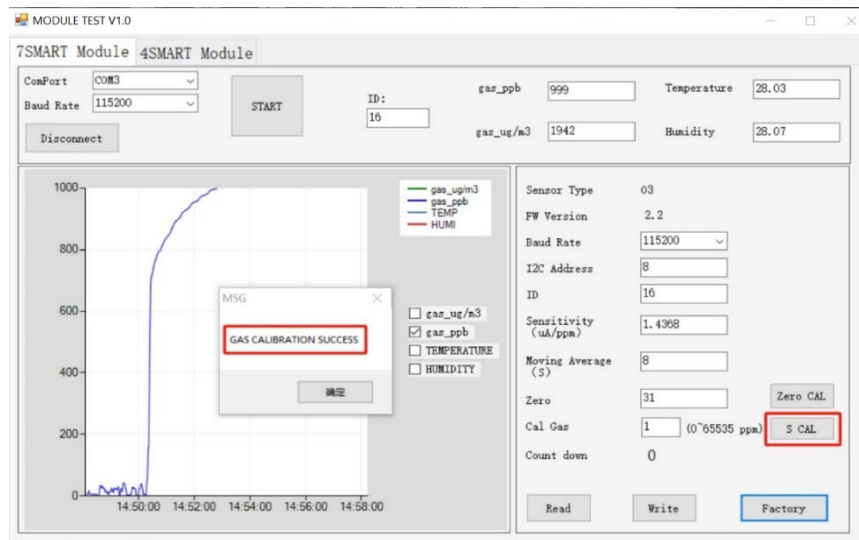 MODULE TEST V1.0
7SMART Module
4SMART Module
ComPort
COM3
Baud Rate
115200
Disconnect
START
ID:
16
gas_ppb
999
gas_ug/m3
1942
Temperature
28.03
Humidity
28.07
1000
800
600
400
200
0
14:50:00 14:52:00 14:54:00 14:56:00 14:58:00
gas_ug/m3
gas_ppb
TEMP
HUMI
gas_ug/m3
gas_ppb
TEMPERATURE
HUMIDITY
MSG
GAS CALIBRATION SUCCESS
确定
Sensor Type
O3
FW Version
2.2
Baud Rate
115200
I2C Address
8
ID
16
Sensitivity
(uA/ppm)
1.4368
Moving Average
(S)
8
Zero
31
Zero CAL
Cal Gas
1
(0~65535 ppm)
S CAL
Count down
0
Read
Write
Factory